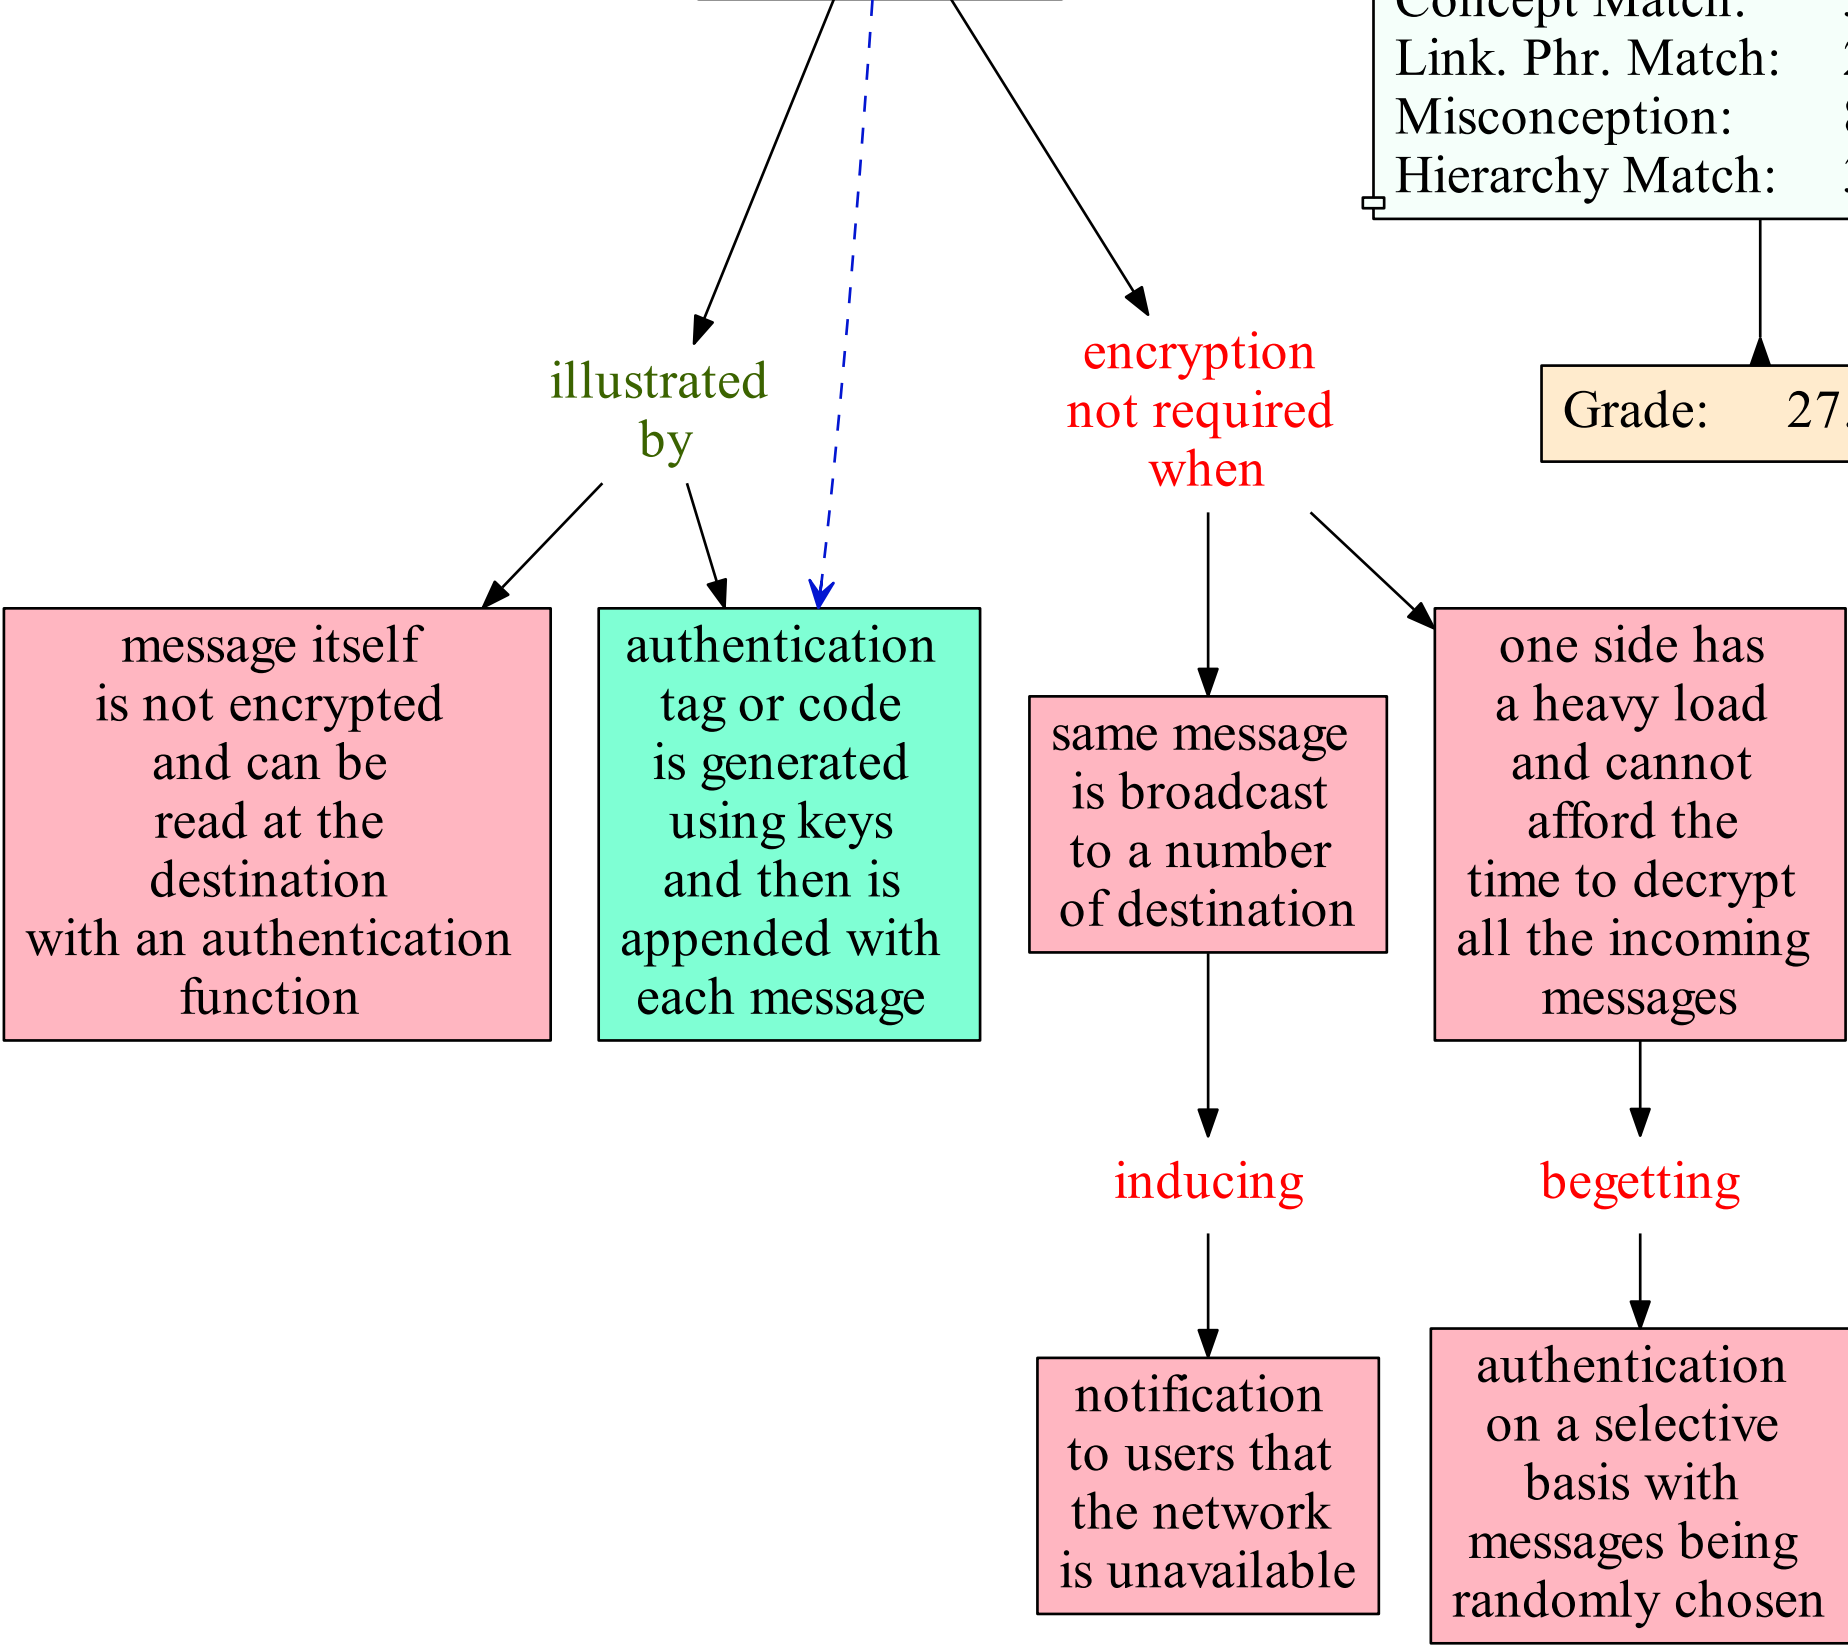 Concept Match:
Link. Phr. Match:
Misconception:
Hierarchy Match:
Grade: 27.
illustrated
by
encryption
not required
when
message itself
is not encrypted
and can be
read at the
destination
with an authentication
function
authentication
tag or code
is generated
using keys
and then is
appended with
each message
same message
is broadcast
to a number
of destination
one side has
a heavy load
and cannot
afford the
time to decrypt
all the incoming
messages
inducing
begetting
notification
to users that
the network
is unavailable
authentication
on a selective
basis with
messages being
randomly chosen